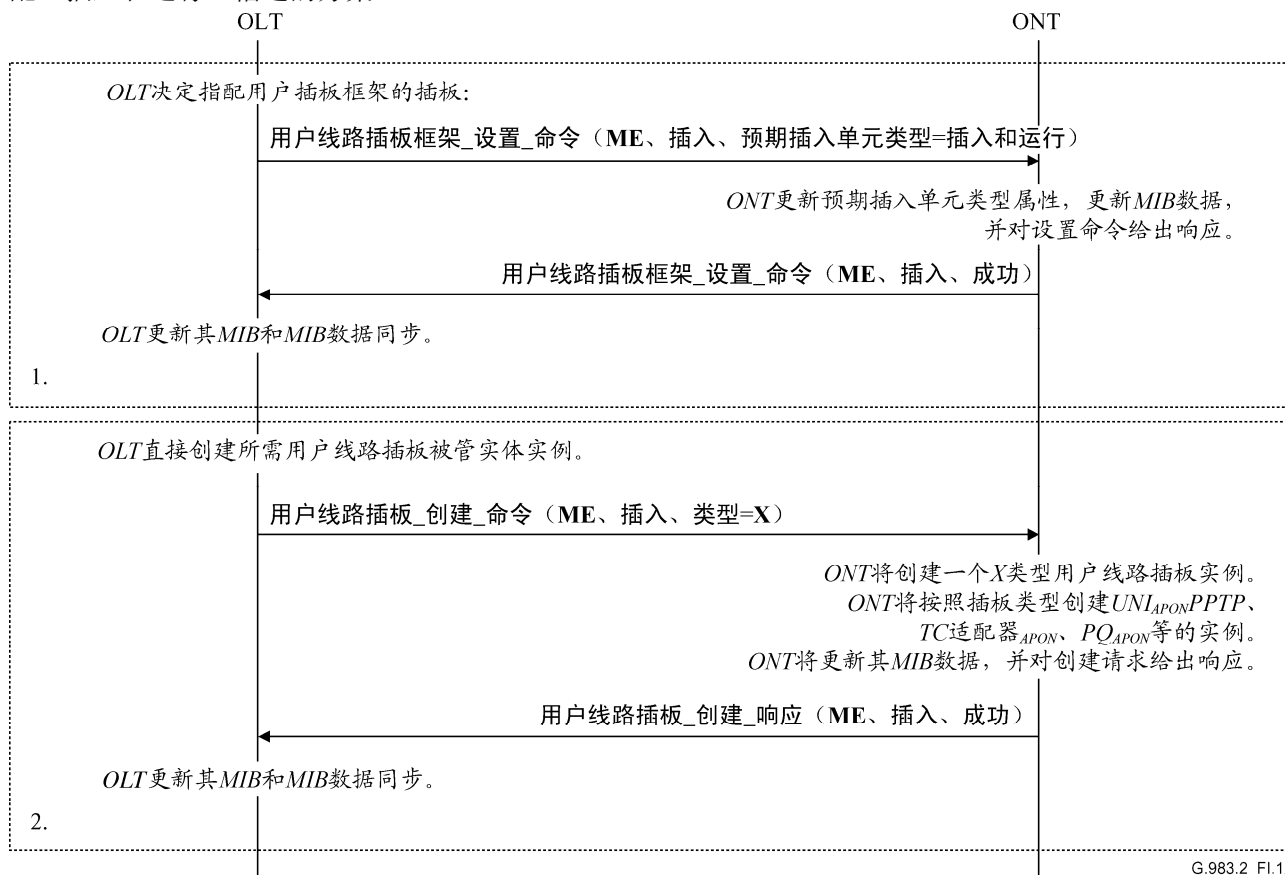 OLT
ONT
OLT决定指配用户插板框架的插板:
用户线路插板框架_设置_命令（ME、插入、预期插入单元类型=插入和运行）
ONT更新预期插入单元类型属性，更新MIB数据，
并对设置命令给出响应。
用户线路插板框架_设置_命令（ME、插入、成功）
OLT更新其MIB和MIB数据同步。
1.
OLT直接创建所需用户线路插板被管实体实例。
用户线路插板_创建_命令（ME、插入、类型=X）
ONT将创建一个X类型用户线路插板实例。
ONT将按照插板类型创建UNIAPONPPTP、
TC适配器APON、PQAPON等的实例。
ONT将更新其MIB数据，并对创建请求给出响应。
用户线路插板_创建_响应（ME、插入、成功）
OLT更新其MIB和MIB数据同步。
2.
G.983.2_FI.1